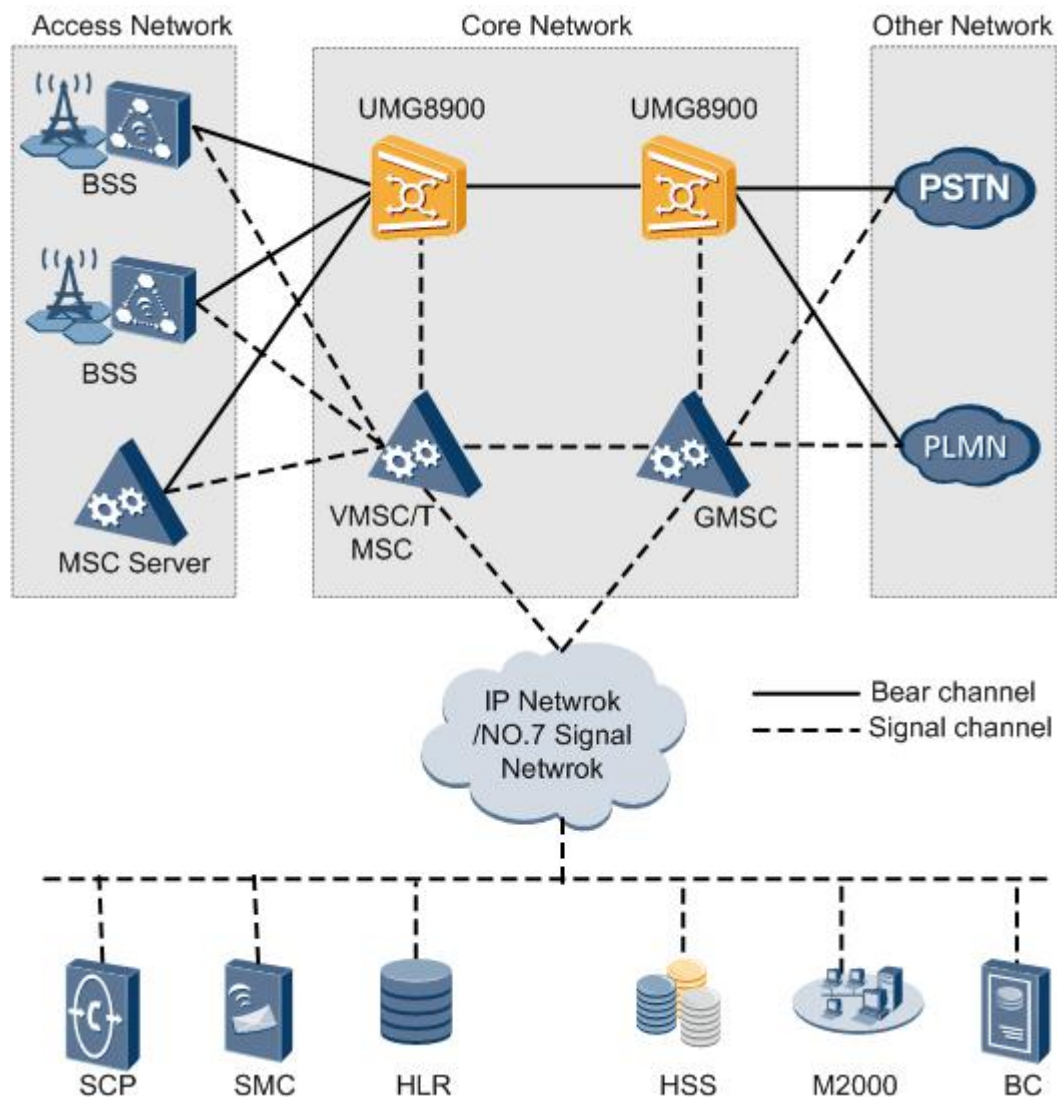 Access Network
Core Network
Other Network
UMG8900
UMG8900
BSS
PSTN
BSS
PLMN
VMSC/T
MSC
GMSC
MSC Server
IP Netwrok
/NO.7 Signal
Netwrok
Bear channel
Signal channel
SCP
SMC
HLR
HSS
M2000
BC